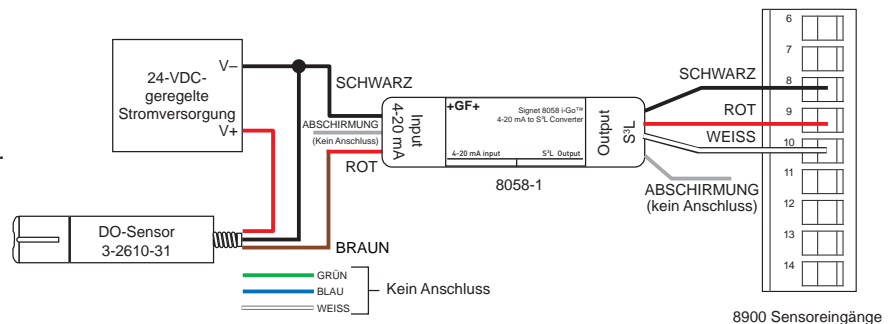 24-VDC-
geregelte
Stromversorgung
V–
V+
SCHWARZ
ABSCHIRMUNG
(Kein Anschluss)
ROT
Input
4-20 mA
+GF+
Signet 8058 i-Go™
4-20 mA to S³L Converter
4-20 mA input
S³L Output
Output
S³L
8058-1
SCHWARZ
ROT
WEISS
ABSCHIRMUNG
(kein Anschluss)
6
7
8
9
10
11
12
13
14
8900 Sensoreingänge
DO-Sensor
3-2610-31
BRAUN
GRÜN
BLAU
WEISS
Kein Anschluss